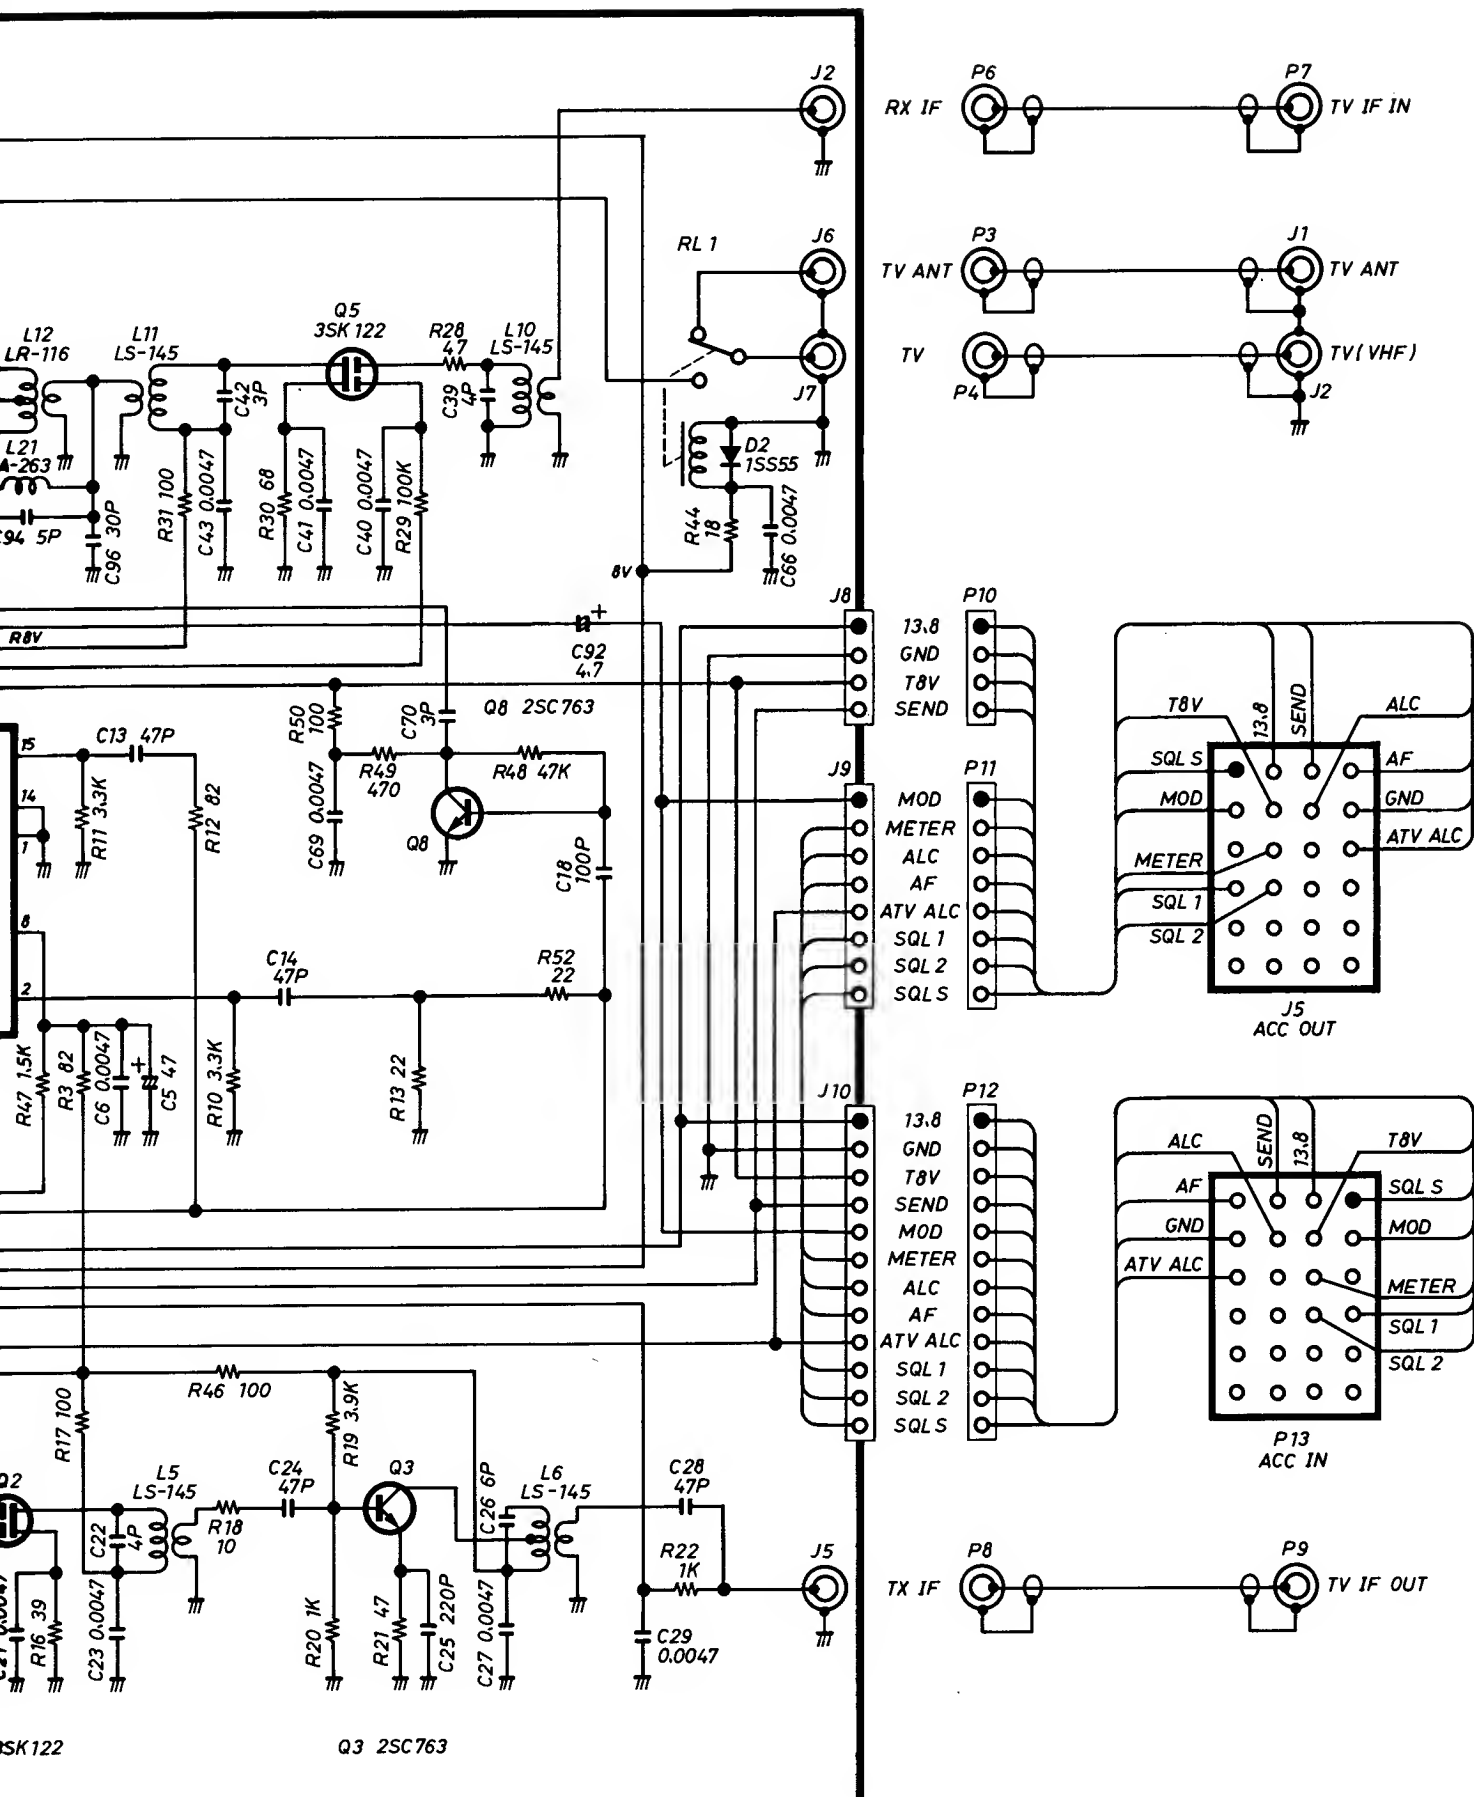 J2
P6
P7
RX IF
TV IF IN
RL 1
J6
P3
J1
TV ANT
TV ANT
TV
P4
J7
TV (VHF)
J2
L12
LR-116
L11
LS-145
Q5
3SK 122
R28
47
L10
LS-145
C42
3P
C39
4P
L21
A-263
C94 5P
C96 30P
R31 100
C43 0.0047
R30 68
C41 0.0047
C40 0.0047
R29 100K
D2
1SS55
R44
18
C66 0.0047
8V
R8V
C92
4.7
+
J8
P10
13.8
GND
T8V
SEND
R50
100
C70
3P
Q8 2SC763
15
C13 47P
R11 3.3K
R12 82
14
1
R49
470
R48 47K
C69 0.0047
Q8
C18
100P
J9
P11
MOD
METER
ALC
AF
ATV ALC
SQL 1
SQL 2
SQL S
T8V
13.8
SEND
ALC
SQL S
AF
MOD
GND
ATV ALC
METER
SQL 1
SQL 2
J5
ACC OUT
8
2
C14
47P
R52
22
R47 1.5K
R3 82
C6 0.0047
+
C5 47
R10 3.3K
R13 22
J10
P12
13.8
GND
T8V
SEND
MOD
METER
ALC
AF
ATV ALC
SQL 1
SQL 2
SQL S
ALC
SEND
13.8
T8V
AF
SQL S
GND
MOD
ATV ALC
METER
SQL 1
SQL 2
P13
ACC IN
R17 100
R46 100
R19 3.9K
Q2
L5
LS-145
C24
47P
Q3
C26 6P
L6
LS-145
C28
47P
C22
4P
R18
10
R22
1K
J5
P8
P9
TX IF
TV IF OUT
R16 39
C23 0.0047
R20 1K
R21 47
C25 220P
C27 0.0047
C29
0.0047
3SK122
Q3 2SC763